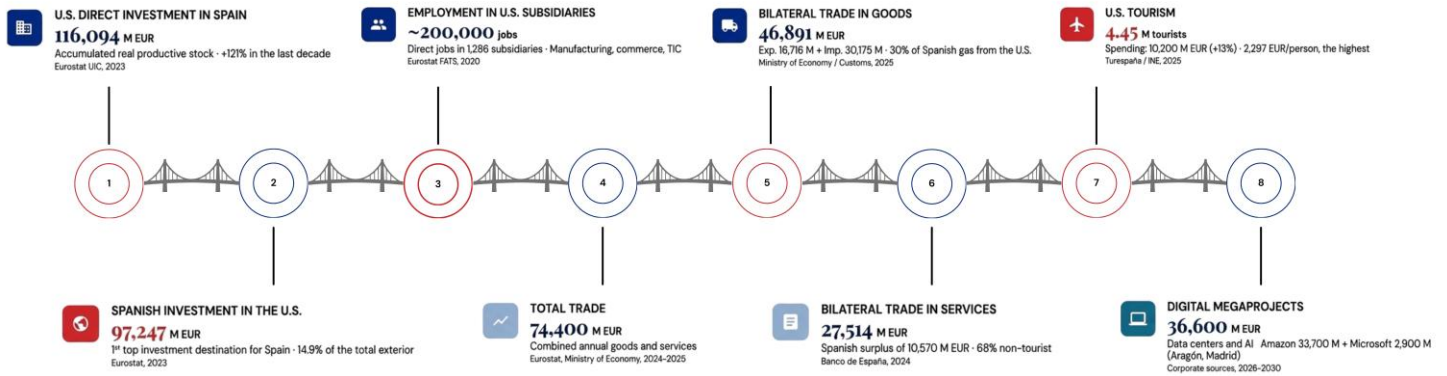 U.S. DIRECT INVESTMENT IN SPAIN
116,094 M EUR
Accumulated real productive stock · +121% in the last decade
Eurostat UIC, 2023
EMPLOYMENT IN U.S. SUBSIDIARIES
~200,000 jobs
Direct jobs in 1,286 subsidiaries · Manufacturing, commerce, TIC
Eurostat FATS, 2020
BILATERAL TRADE IN GOODS
46,891 M EUR
Exp. 16,716 M + Imp. 30,175 M · 30% of Spanish gas from the U.S.
Ministry of Economy / Customs, 2025
U.S. TOURISM
4.45 M tourists
Spending: 10,200 M EUR (+13%) · 2,297 EUR/person, the highest
Turespaña / INE, 2025
1
2
3
4
5
6
7
8
SPANISH INVESTMENT IN THE U.S.
97,247 M EUR
1st top investment destination for Spain · 14.9% of the total exterior
Eurostat, 2023
TOTAL TRADE
74,400 M EUR
Combined annual goods and services
Eurostat, Ministry of Economy, 2024-2025
BILATERAL TRADE IN SERVICES
27,514 M EUR
Spanish surplus of 10,570 M EUR · 68% non-tourist
Banco de España, 2024
DIGITAL MEGAPROJECTS
36,600 M EUR
Data centers and AI Amazon 33,700 M + Microsoft 2,900 M
(Aragón, Madrid)
Corporate sources, 2026-2030